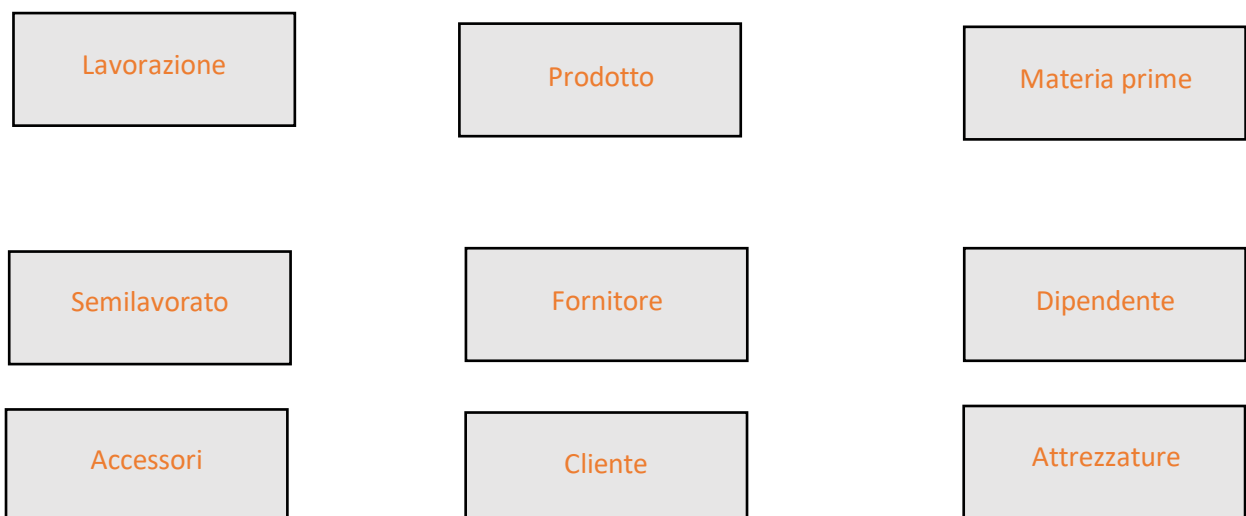 Lavorazione
Prodotto
Materia prime
Semilavorato
Fornitore
Dipendente
Accessori
Cliente
Attrezzature